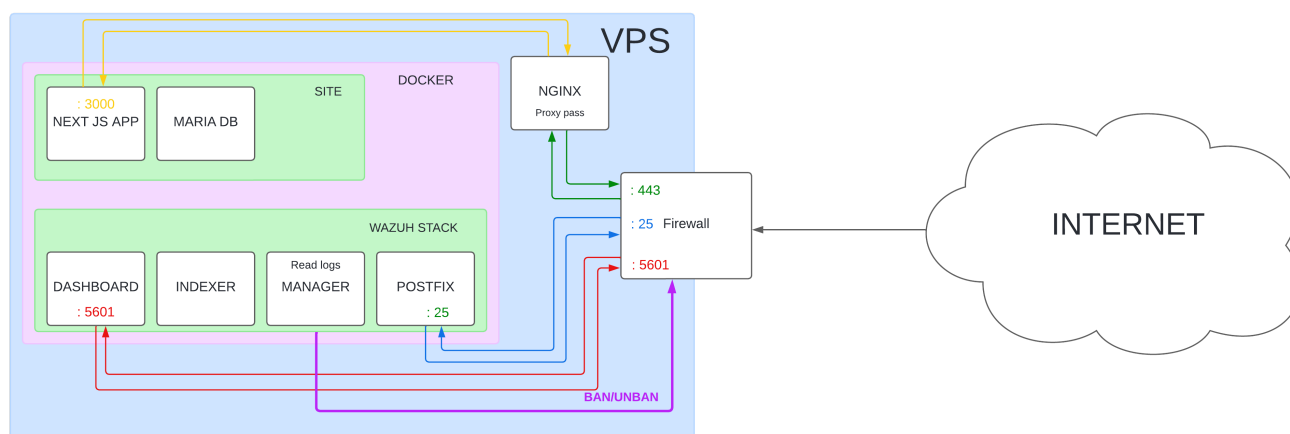 VPS
DOCKER
SITE
: 3000
NEXT JS APP
MARIA DB
NGINX
Proxy pass
: 443
: 25 Firewall
: 5601
INTERNET
WAZUH STACK
DASHBOARD
: 5601
INDEXER
Read logs
MANAGER
POSTFIX
: 25
BAN/UNBAN